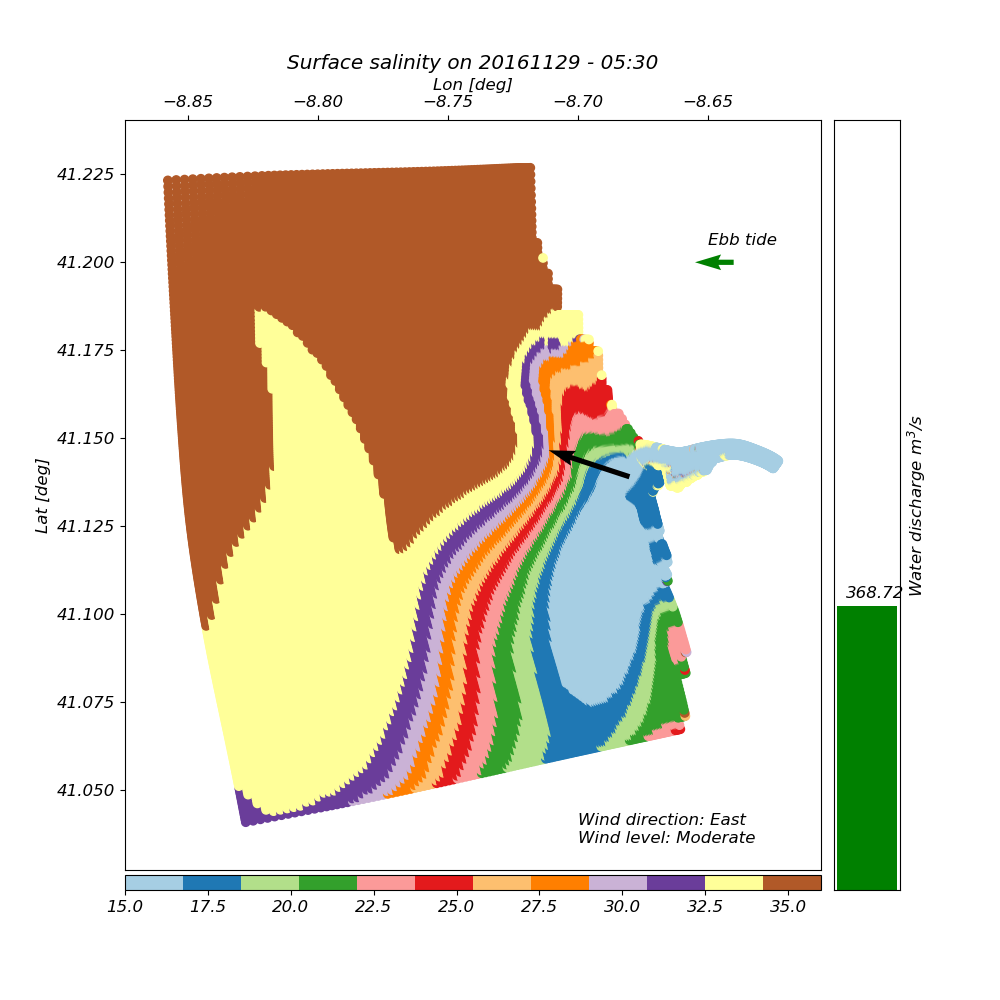 Surface salinity on 20161129 - 05:30
Lon [deg]
−8.85 −8.80 −8.75 −8.70 −8.65
41.225
41.200
41.175
41.150
41.125
41.100
41.075
41.050
Lat [deg]
Ebb tide
Wind direction: East
Wind level: Moderate
368.72
Water discharge m³/s
15.0 17.5 20.0 22.5 25.0 27.5 30.0 32.5 35.0